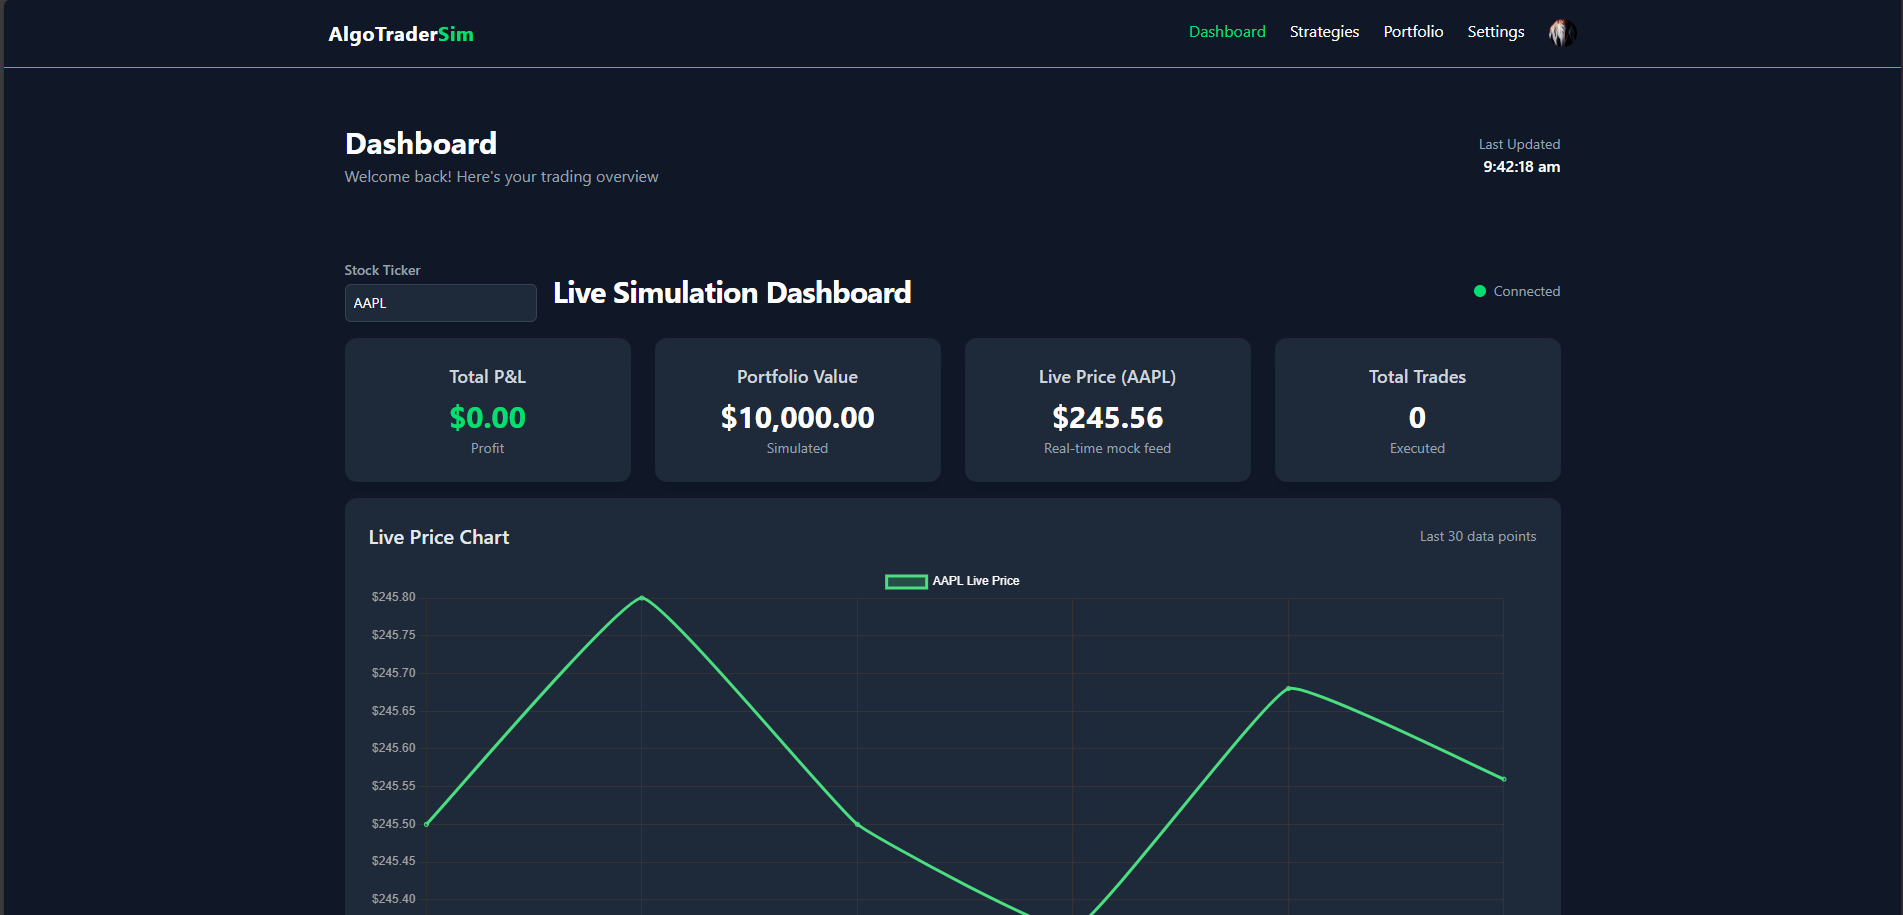 AlgoTraderSim
Dashboard Strategies Portfolio Settings
Dashboard
Welcome back! Here's your trading overview
Last Updated
9:42:18 am
Stock Ticker
AAPL
Live Simulation Dashboard
Connected
Total P&L
$0.00
Profit
Portfolio Value
$10,000.00
Simulated
Live Price (AAPL)
$245.56
Real-time mock feed
Total Trades
0
Executed
Live Price Chart
Last 30 data points
AAPL Live Price
$245.80
$245.75
$245.70
$245.65
$245.60
$245.55
$245.50
$245.45
$245.40